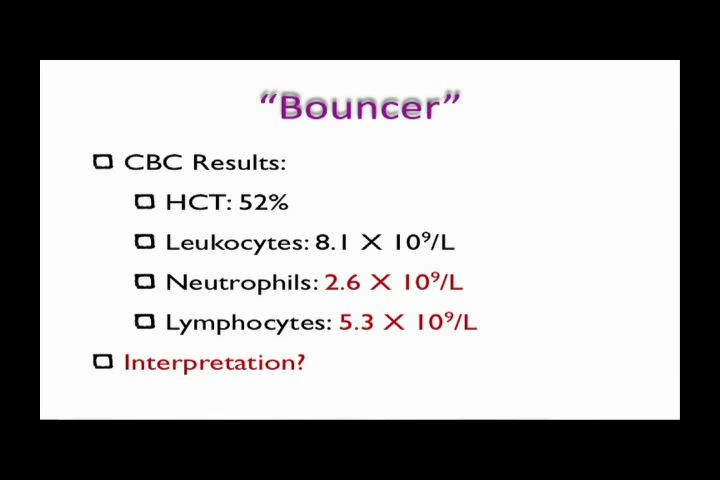 “Bouncer”
CBC Results:
HCT: 52%
Leukocytes: 8.1 X 10⁹/L
Neutrophils: 2.6 X 10⁹/L
Lymphocytes: 5.3 X 10⁹/L
Interpretation?